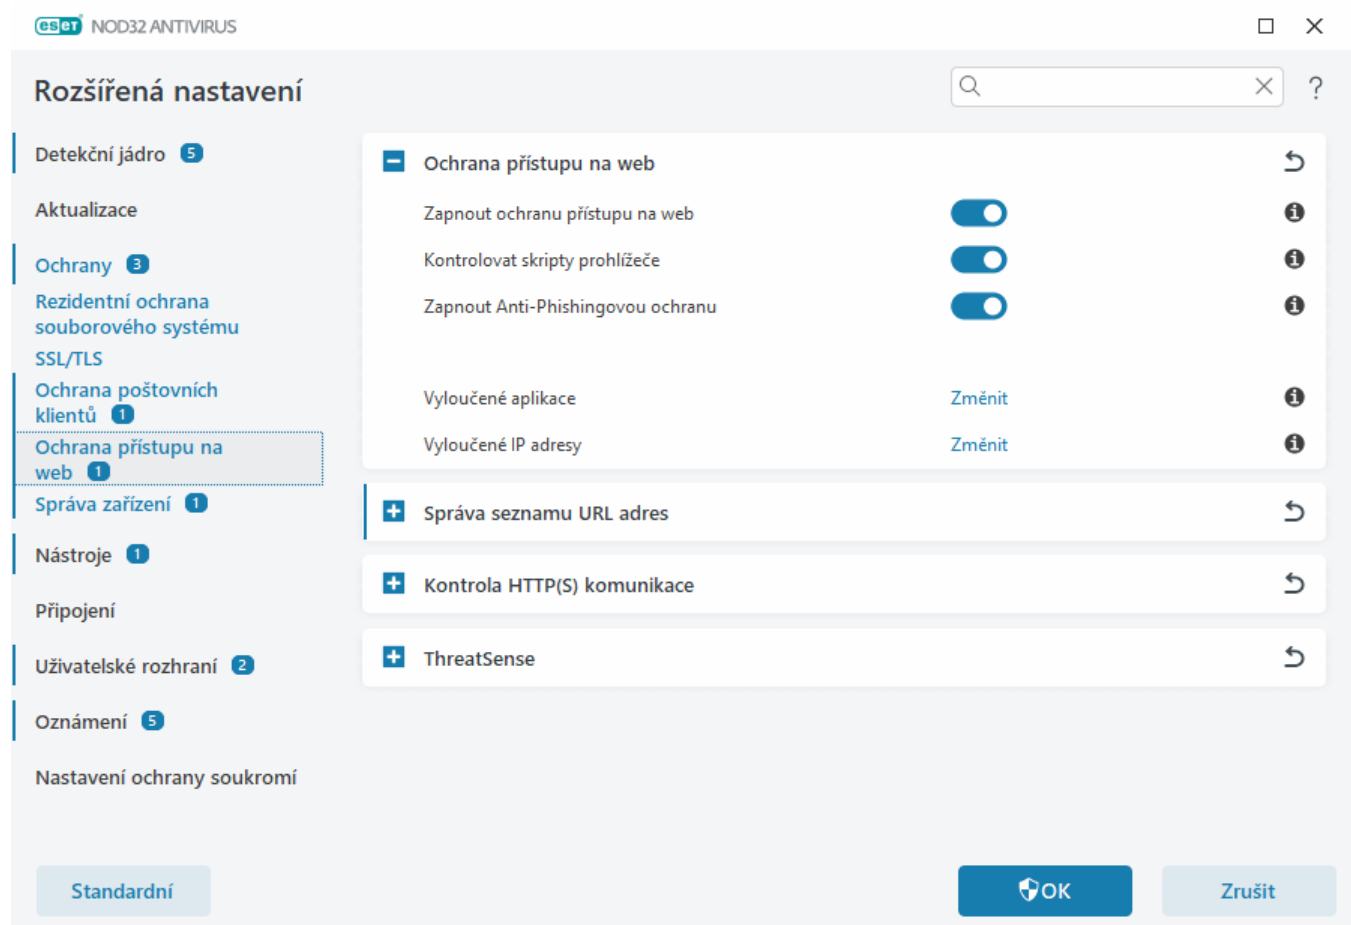 eset NOD32 ANTIVIRUS
Rozšířená nastavení
?
Detekční jádro 5
Aktualizace
Ochrany 3
Rezidentní ochrana
souborového systému
SSL/TLS
Ochrana poštovních
klientů 1
Ochrana přístupu na
web 1
Správa zařízení 1
Nástroje 1
Připojení
Uživatelské rozhraní 2
Oznámení 5
Nastavení ochrany soukromí
Ochrana přístupu na web
Zapnout ochranu přístupu na web
Kontrolovat skripty prohlížeče
Zapnout Anti-Phishingovou ochranu
Vyloučené aplikace Změnit
Vyloučené IP adresy Změnit
Správa seznamu URL adres
Kontrola HTTP(S) komunikace
ThreatSense
Standardní
OK
Zrušit